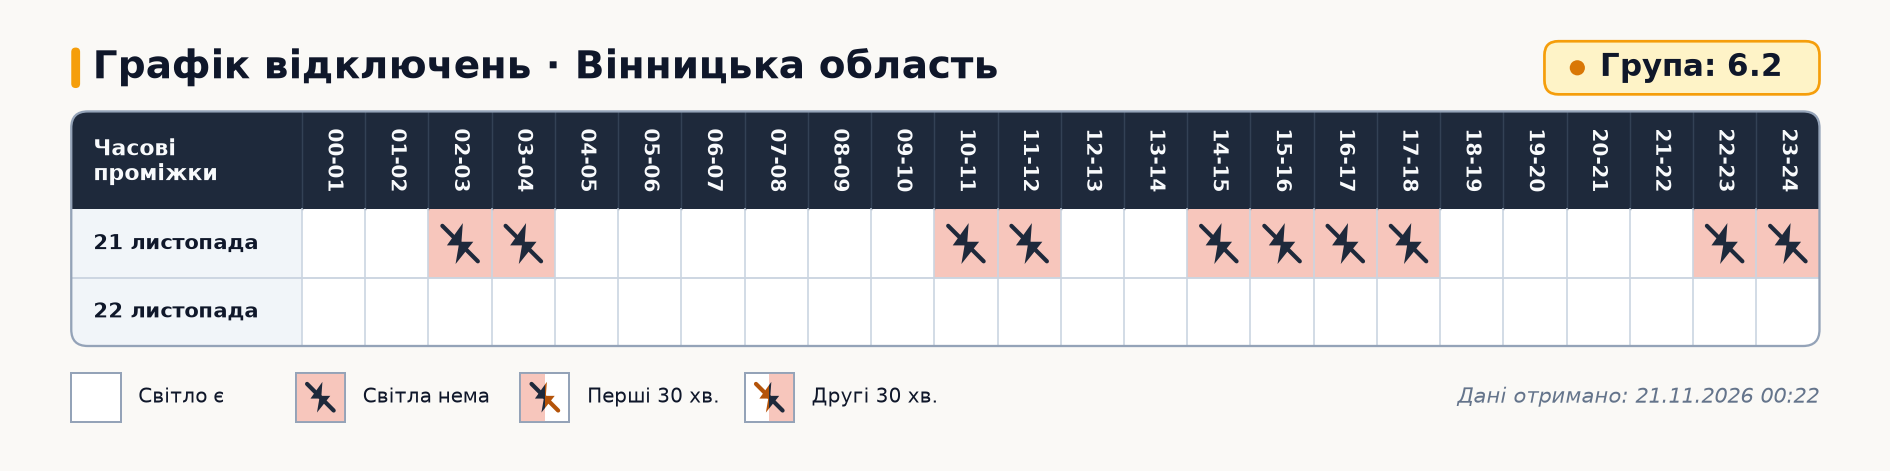 Графік відключень · Вінницька область
Група: 6.2
Часові
проміжки
00-01
01-02
02-03
03-04
04-05
05-06
06-07
07-08
08-09
09-10
10-11
11-12
12-13
13-14
14-15
15-16
16-17
17-18
18-19
19-20
20-21
21-22
22-23
23-24
21 листопада
22 листопада
Світло є
Світла нема
Перші 30 хв.
Другі 30 хв.
Дані отримано: 21.11.2026 00:22